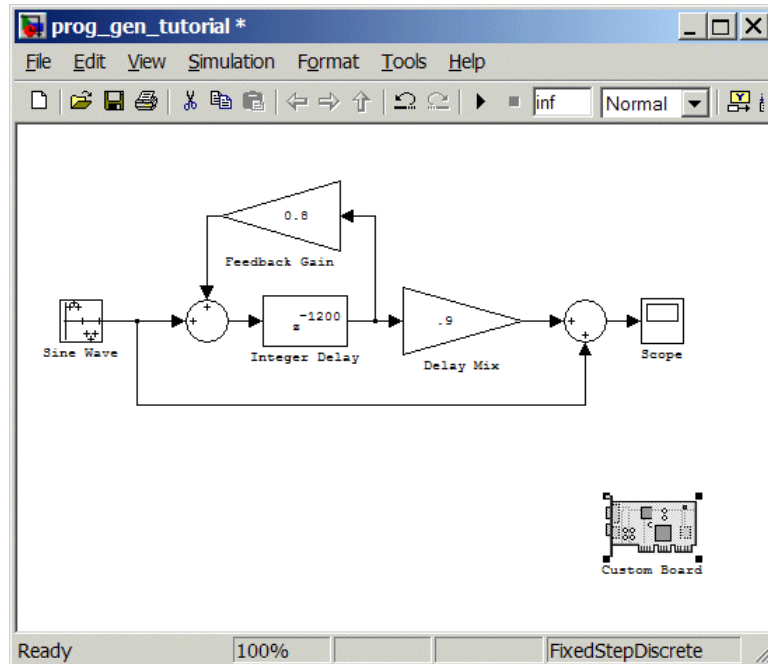 prog_gen_tutorial *
File Edit View Simulation Format Tools Help
inf Normal
0.8
Feedback Gain
z -1200
.9
Sine Wave
Integer Delay
Delay Mix
Scope
Custom Board
Ready 100% FixedStepDiscrete